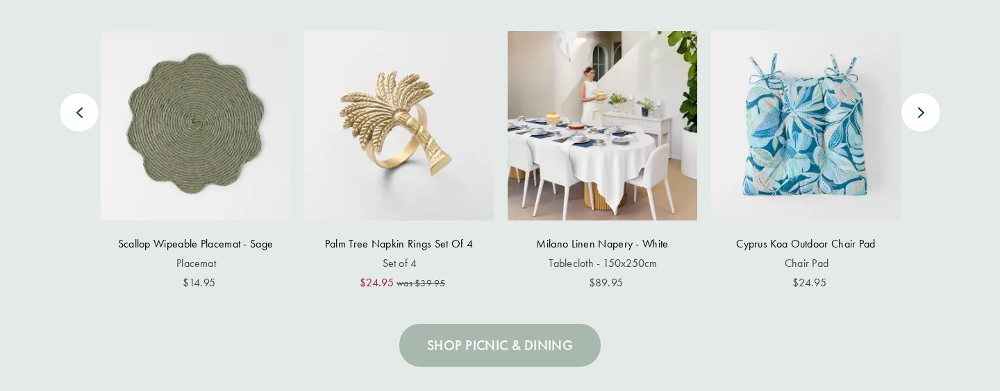 Scallop Wipeable Placemat - Sage
Placemat
$14.95
Palm Tree Napkin Rings Set Of 4
Set of 4
$24.95 was $39.95
Milano Linen Napery - White
Tablecloth - 150x250cm
$89.95
Cyprus Koa Outdoor Chair Pad
Chair Pad
$24.95
SHOP PICNIC & DINING